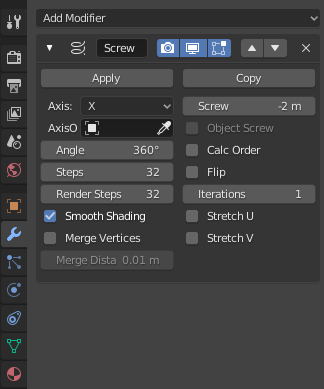 Add Modifier
Screw
Apply Copy
Axis: X Screw -2 m
AxisO Object Screw
Angle 360° Calc Order
Steps 32 Flip
Render Steps 32 Iterations 1
Smooth Shading Stretch U
Merge Vertices Stretch V
Merge Dista 0.01 m